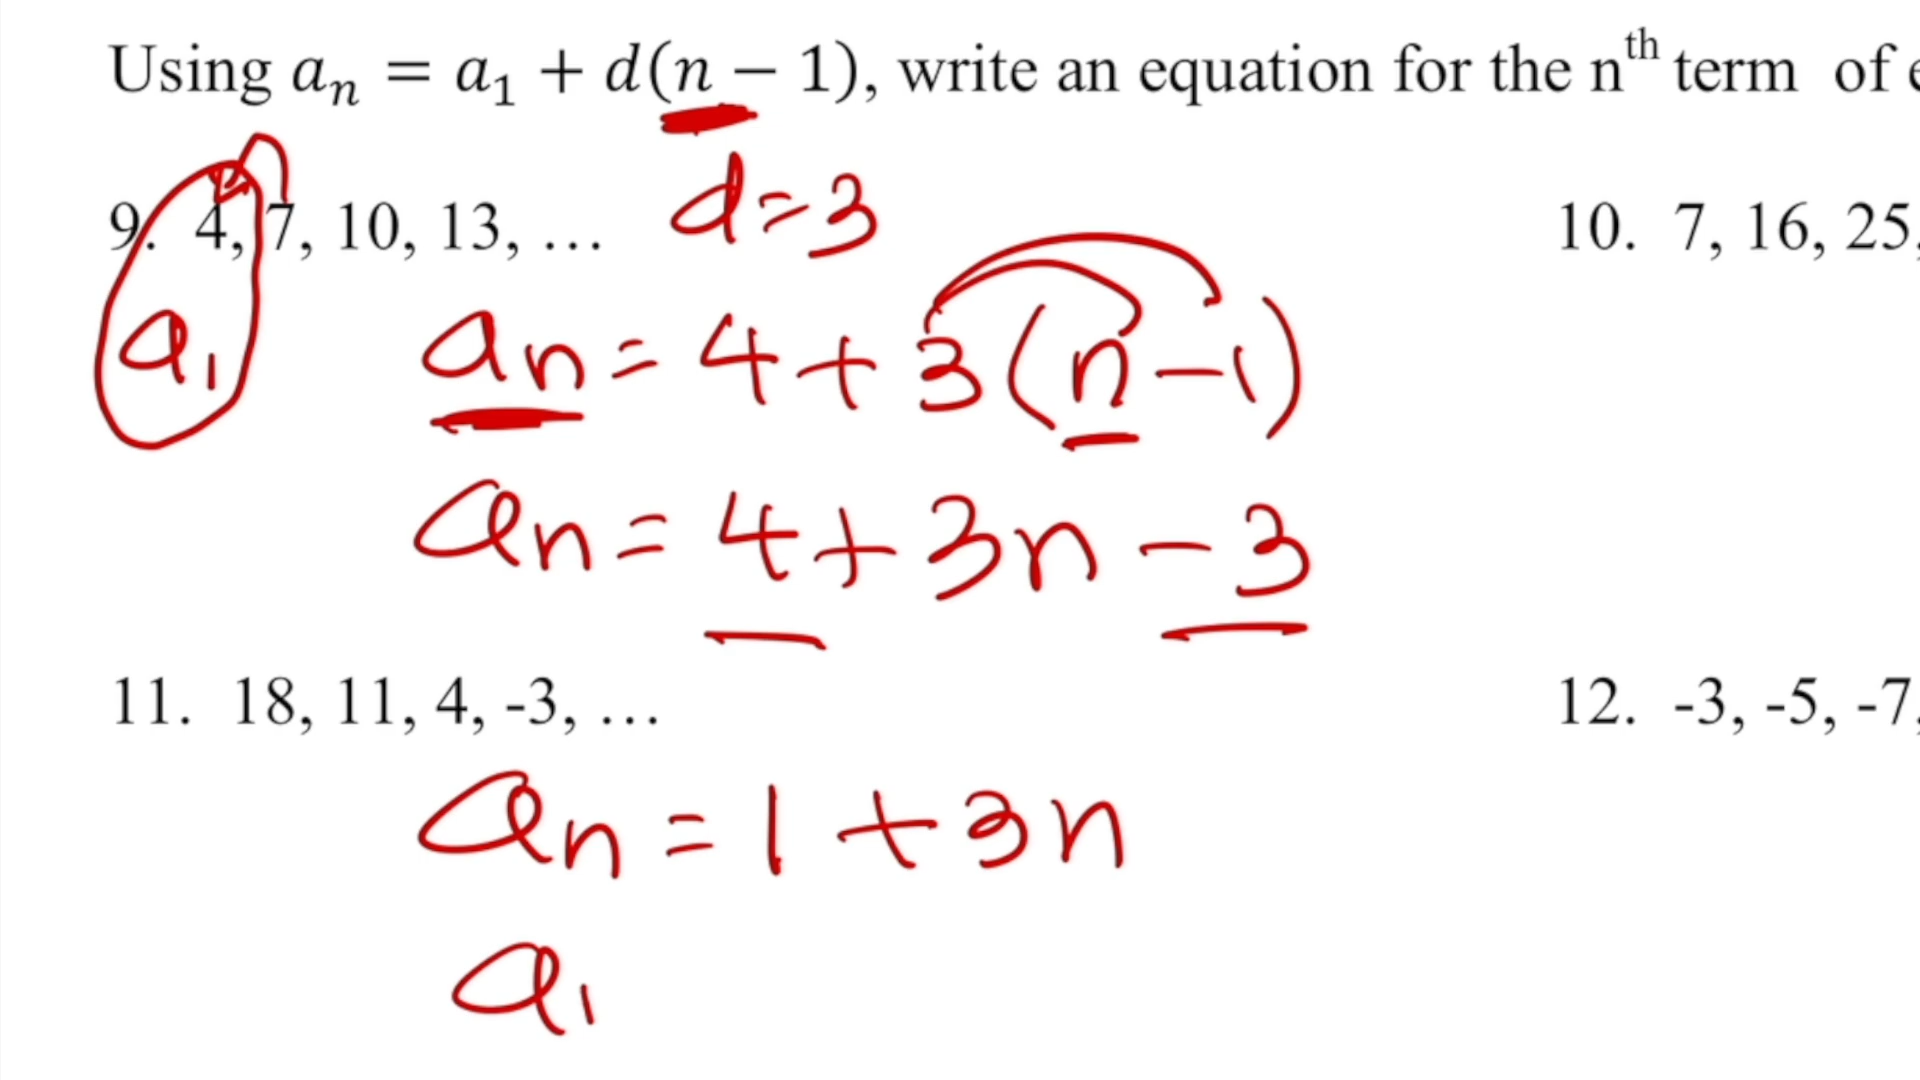 Using aₙ = a₁ + d(n − 1), write an equation for the nᵗʰ term of
9. 4, 7, 10, 13, … d=3
10. 7, 16, 25,
a₁
aₙ = 4 + 3(n − 1)
aₙ = 4 + 3n − 3
11. 18, 11, 4, -3, …
12. -3, -5, -7,
aₙ = 1 + 3n
a₁